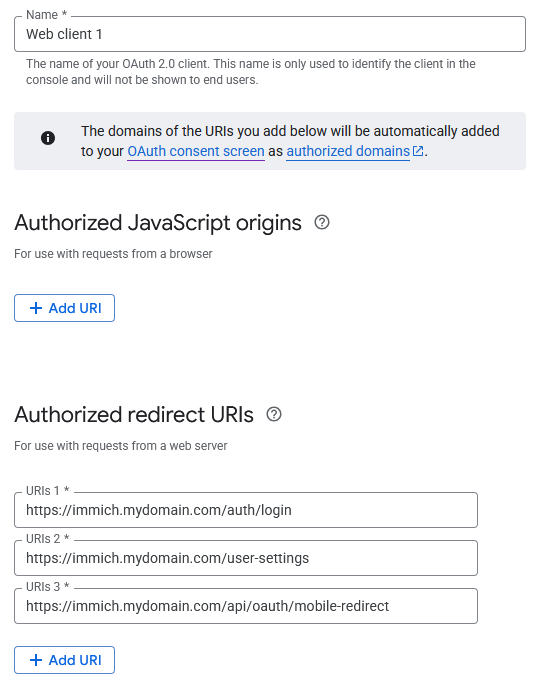 Name *
Web client 1
The name of your OAuth 2.0 client. This name is only used to identify the client in the
console and will not be shown to end users.
The domains of the URIs you add below will be automatically added
to your OAuth consent screen as authorized domains.
Authorized JavaScript origins
For use with requests from a browser
+ Add URI
Authorized redirect URIs
For use with requests from a web server
URIs 1 *
https://immich.mydomain.com/auth/login
URIs 2 *
https://immich.mydomain.com/user-settings
URIs 3 *
https://immich.mydomain.com/api/oauth/mobile-redirect
+ Add URI